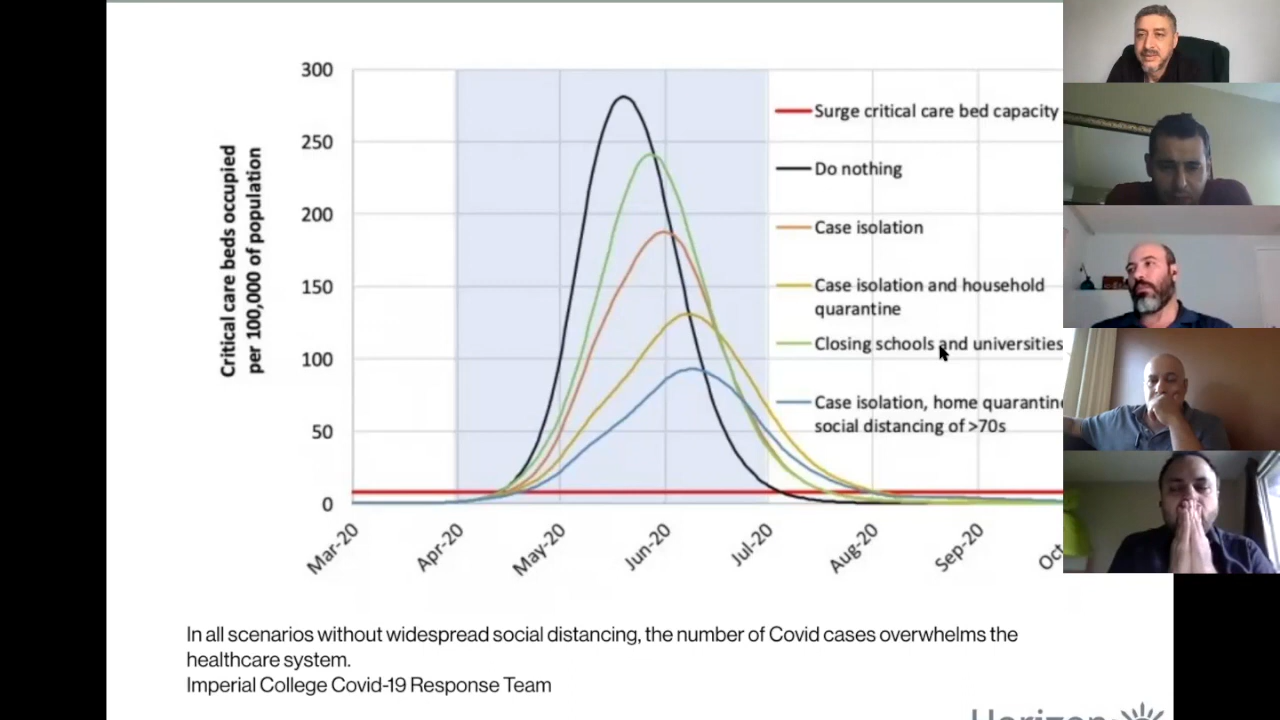 300
250
200
150
100
50
0
Critical care beds occupied
per 100,000 of population
Surge critical care bed capacity
Do nothing
Case isolation
Case isolation and household
quarantine
Closing schools and universities
Case isolation, home quarantine
social distancing of >70s
Mar-20
Apr-20
May-20
Jun-20
Jul-20
Aug-20
Sep-20
Oct
In all scenarios without widespread social distancing, the number of Covid cases overwhelms the
healthcare system.
Imperial College Covid-19 Response Team
Horizon